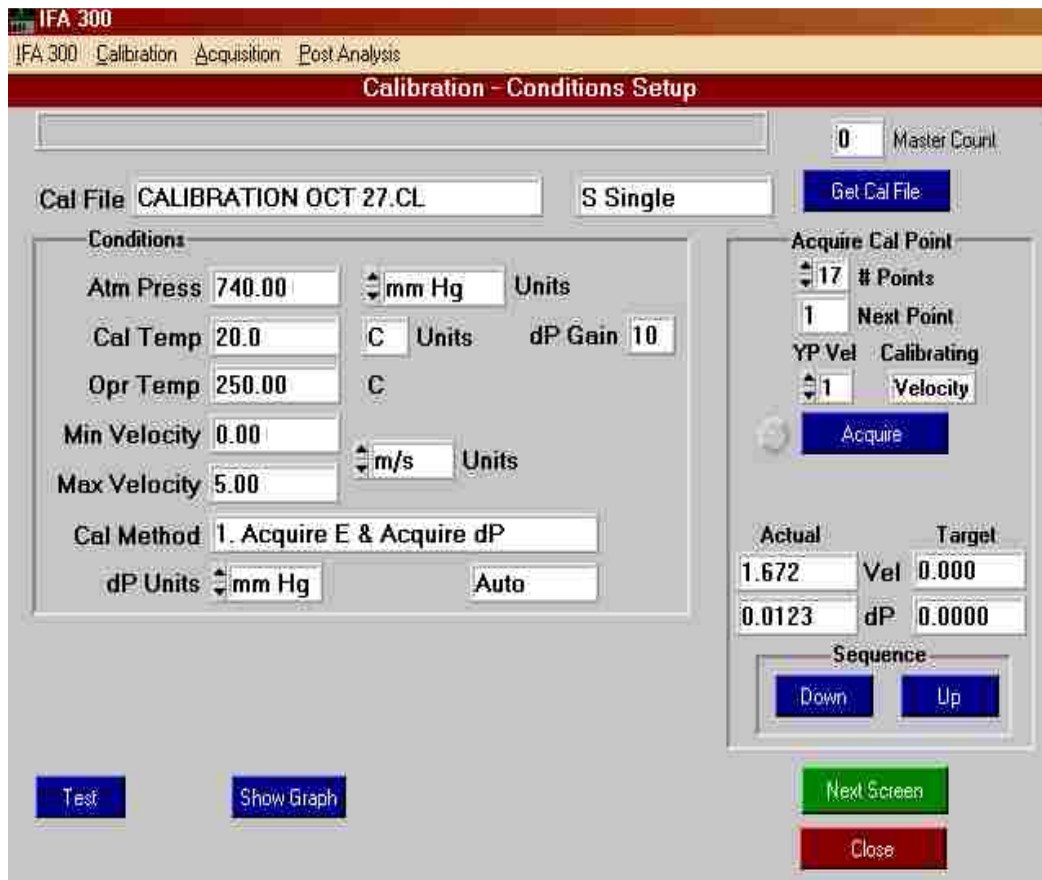 IFA 300
IFA 300 Calibration Acquisition Post Analysis
Calibration - Conditions Setup
0 Master Count
Cal File CALIBRATION OCT 27.CL S Single Get Cal File
Conditions
Atm Press 740.00 mm Hg Units
Cal Temp 20.0 C Units dP Gain 10
Opr Temp 250.00 C
Min Velocity 0.00
m/s Units
Max Velocity 5.00
Cal Method 1. Acquire E & Acquire dP
dP Units mm Hg Auto
Acquire Cal Point
17 # Points
1 Next Point
YP Vel Calibrating
1 Velocity
Acquire
Actual Target
1.672 Vel 0.000
0.0123 dP 0.0000
Sequence
Down Up
Test Show Graph Next Screen
Close